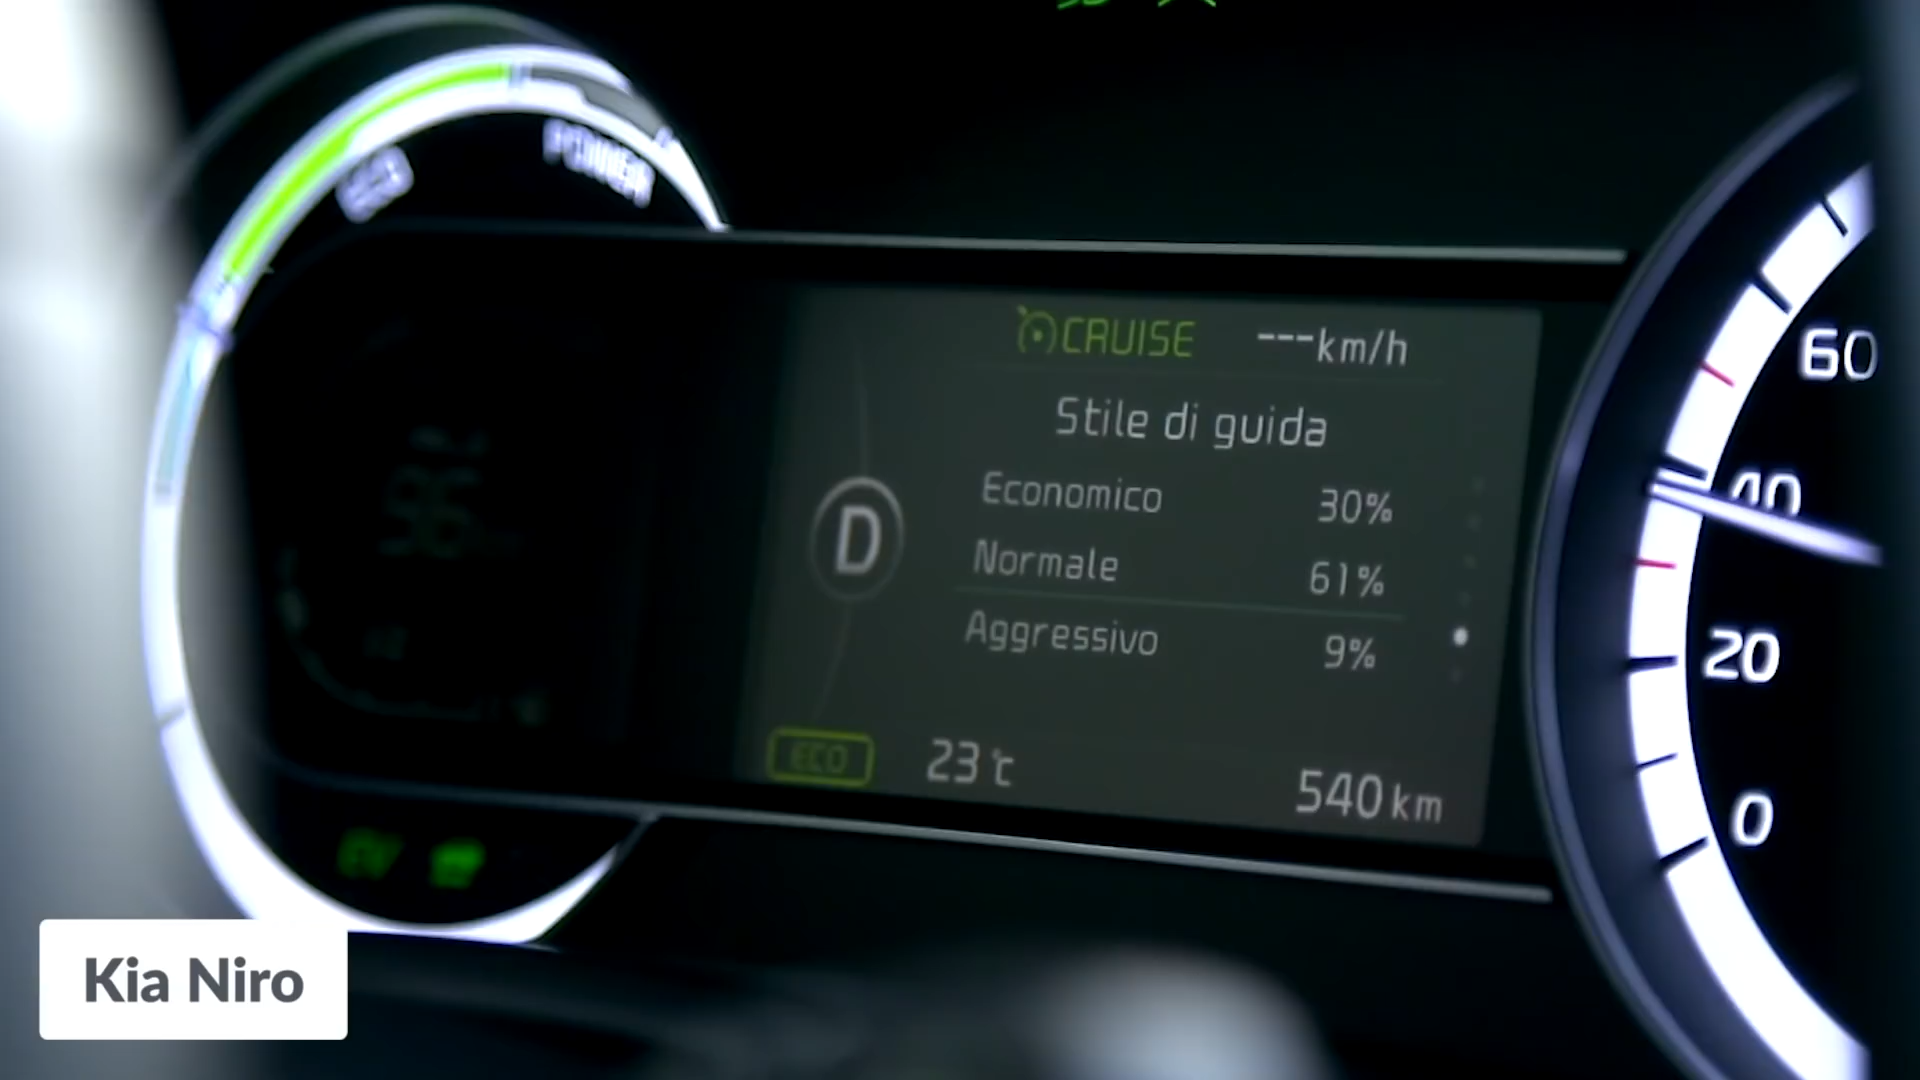 ECO
POWER
CRUISE ---km/h
Stile di guida
Economico 30%
Normale 61%
Aggressivo 9%
D
ECO 23℃ 540 km
EV
60
40
20
0
Kia Niro